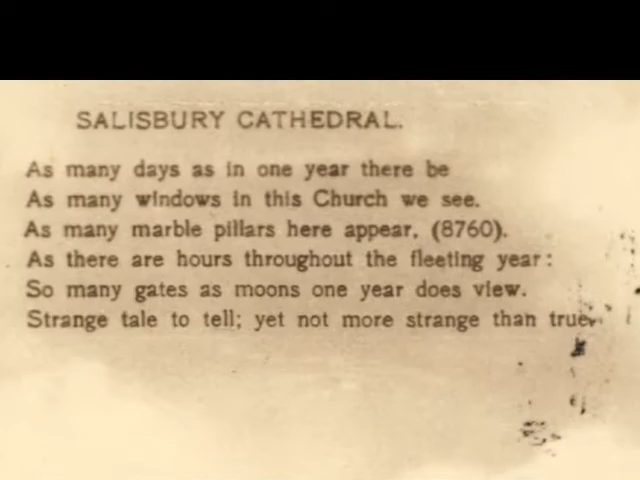 SALISBURY CATHEDRAL.
As many days as in one year there be
As many windows in this Church we see.
As many marble pillars here appear, (8760).
As there are hours throughout the fleeting year:
So many gates as moons one year does view.
Strange tale to tell; yet not more strange than true.